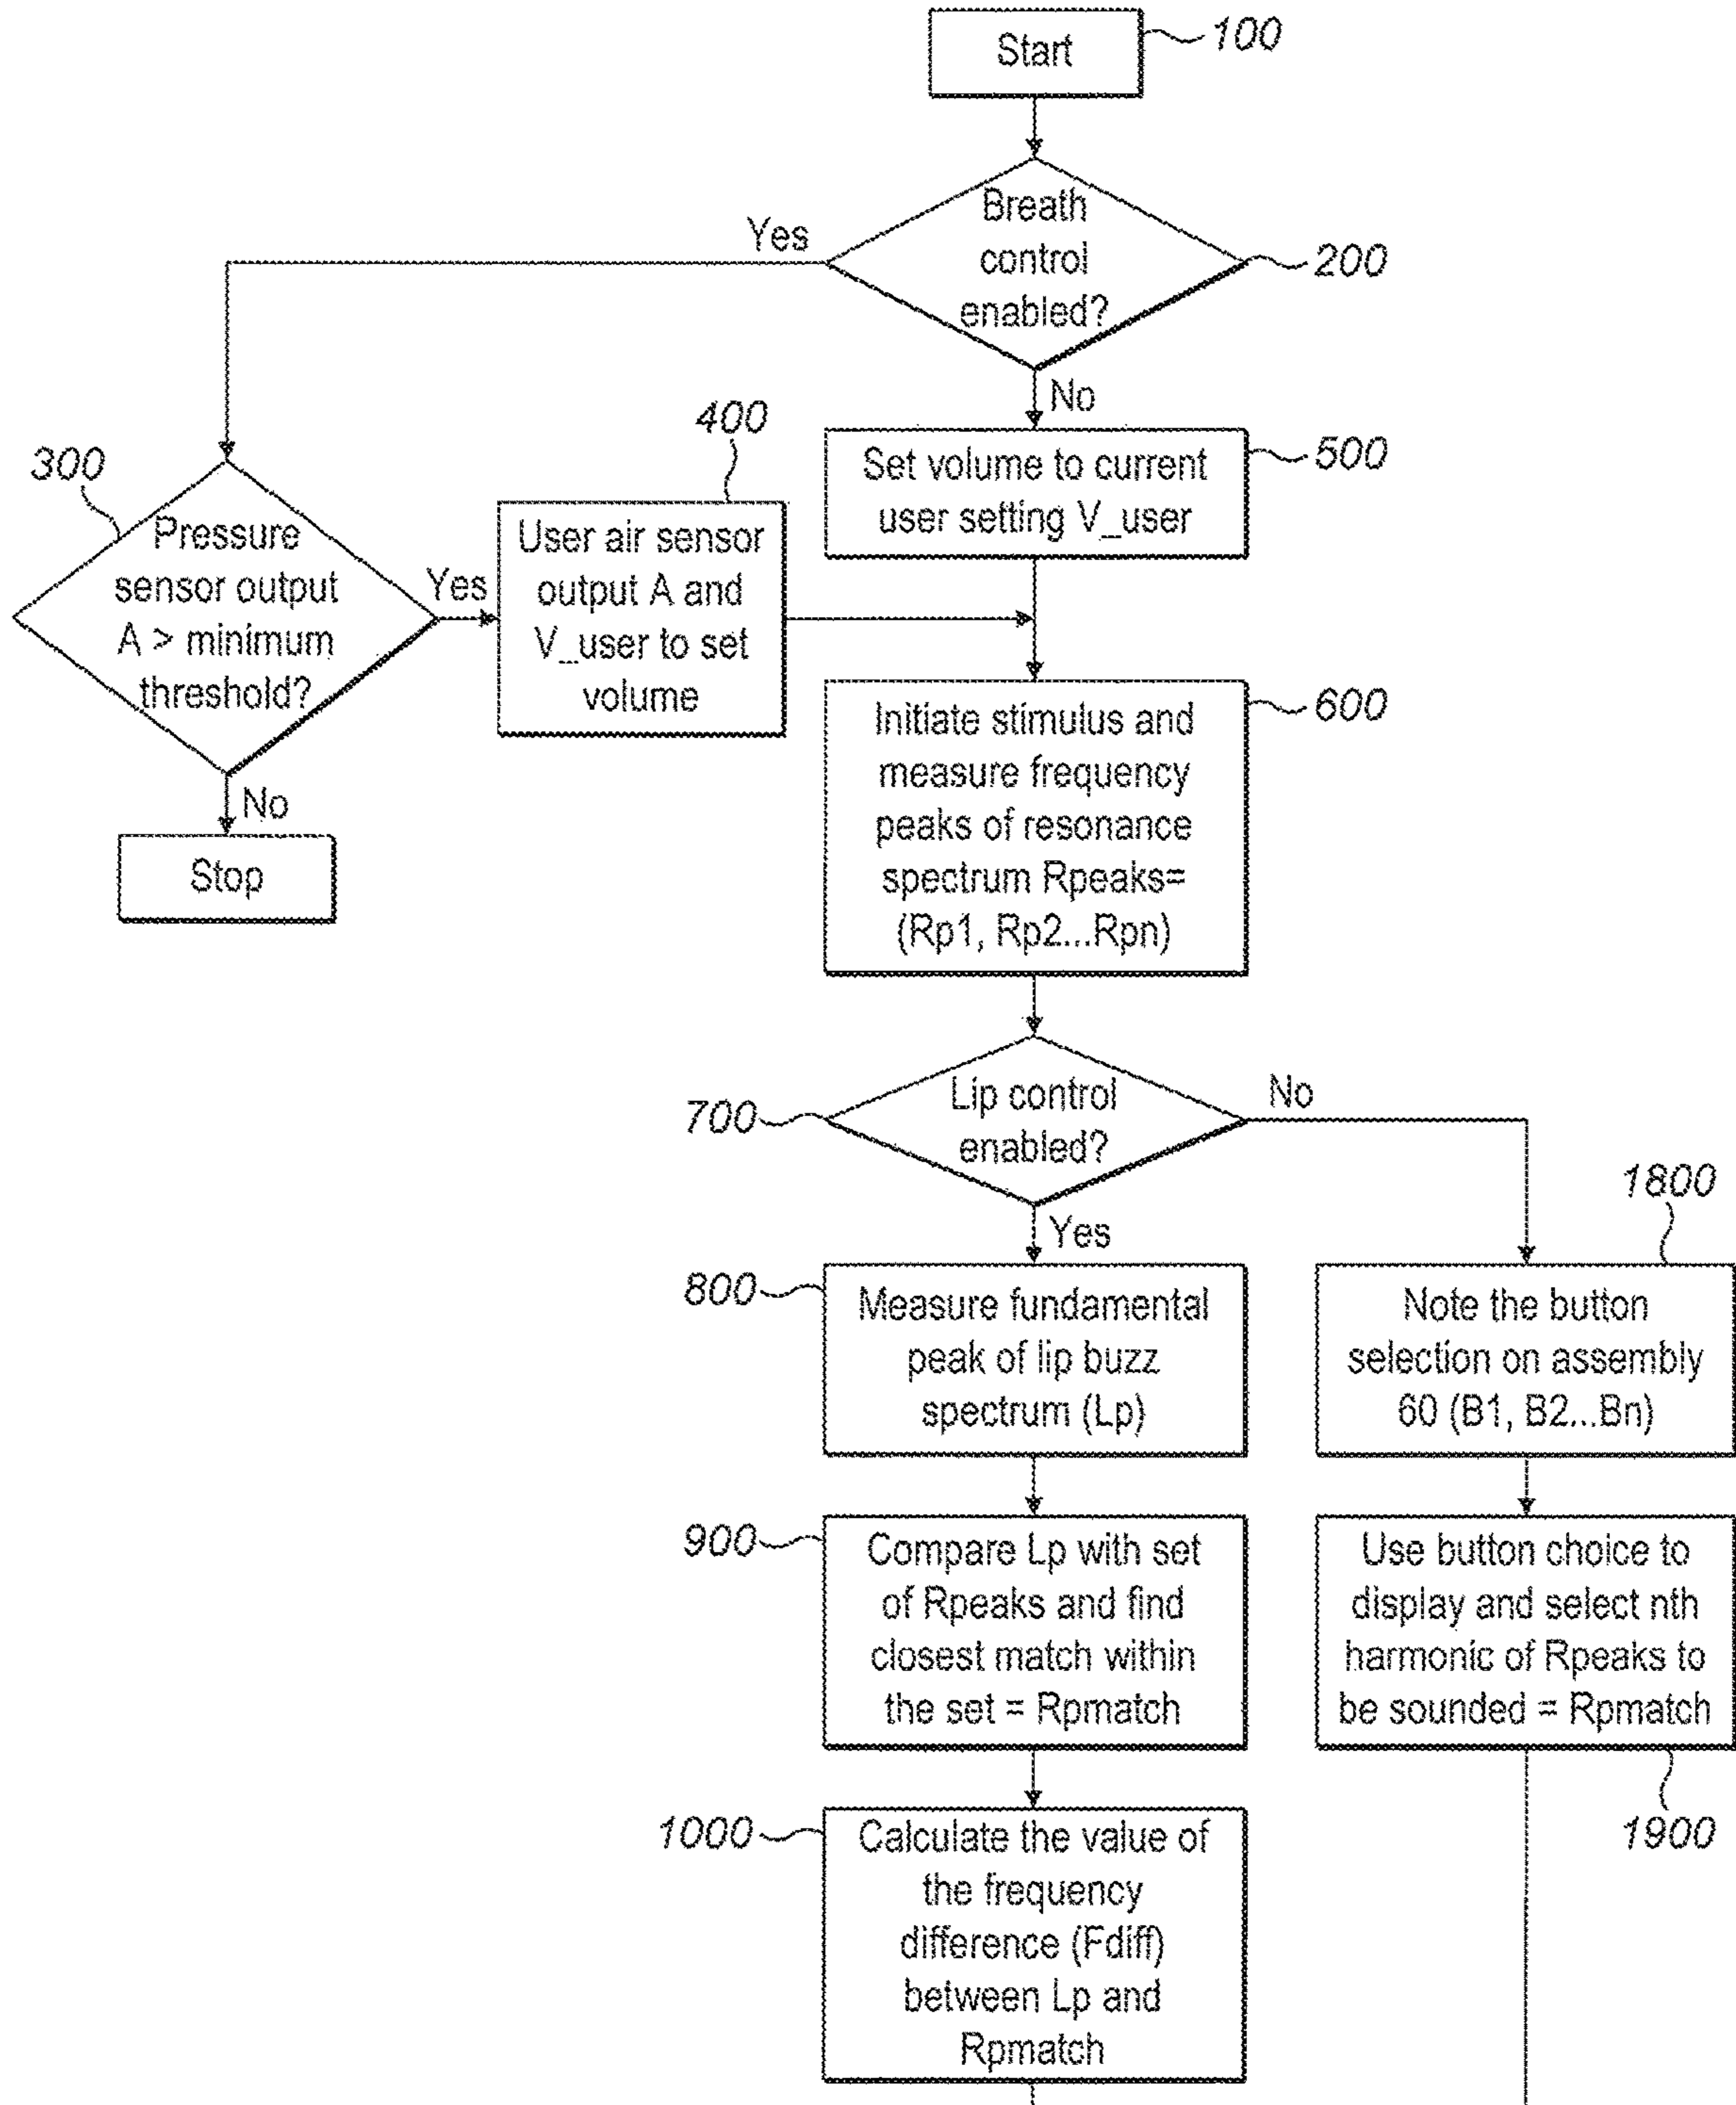 Start
100
Breath
control
enabled?
200
Yes
No
Set volume to current
user setting V_user
500
300
Pressure
sensor output
A > minimum
threshold?
Yes
No
Stop
400
User air sensor
output A and
V_user to set
volume
Initiate stimulus and
measure frequency
peaks of resonance
spectrum Rpeaks=
(Rp1, Rp2...Rpn)
600
700
Lip control
enabled?
No
Yes
800
Measure fundamental
peak of lip buzz
spectrum (Lp)
1800
Note the button
selection on assembly
60 (B1, B2...Bn)
900
Compare Lp with set
of Rpeaks and find
closest match within
the set = Rpmatch
Use button choice to
display and select nth
harmonic of Rpeaks to
be sounded = Rpmatch
1900
1000
Calculate the value of
the frequency
difference (Fdiff)
between Lp and
Rpmatch